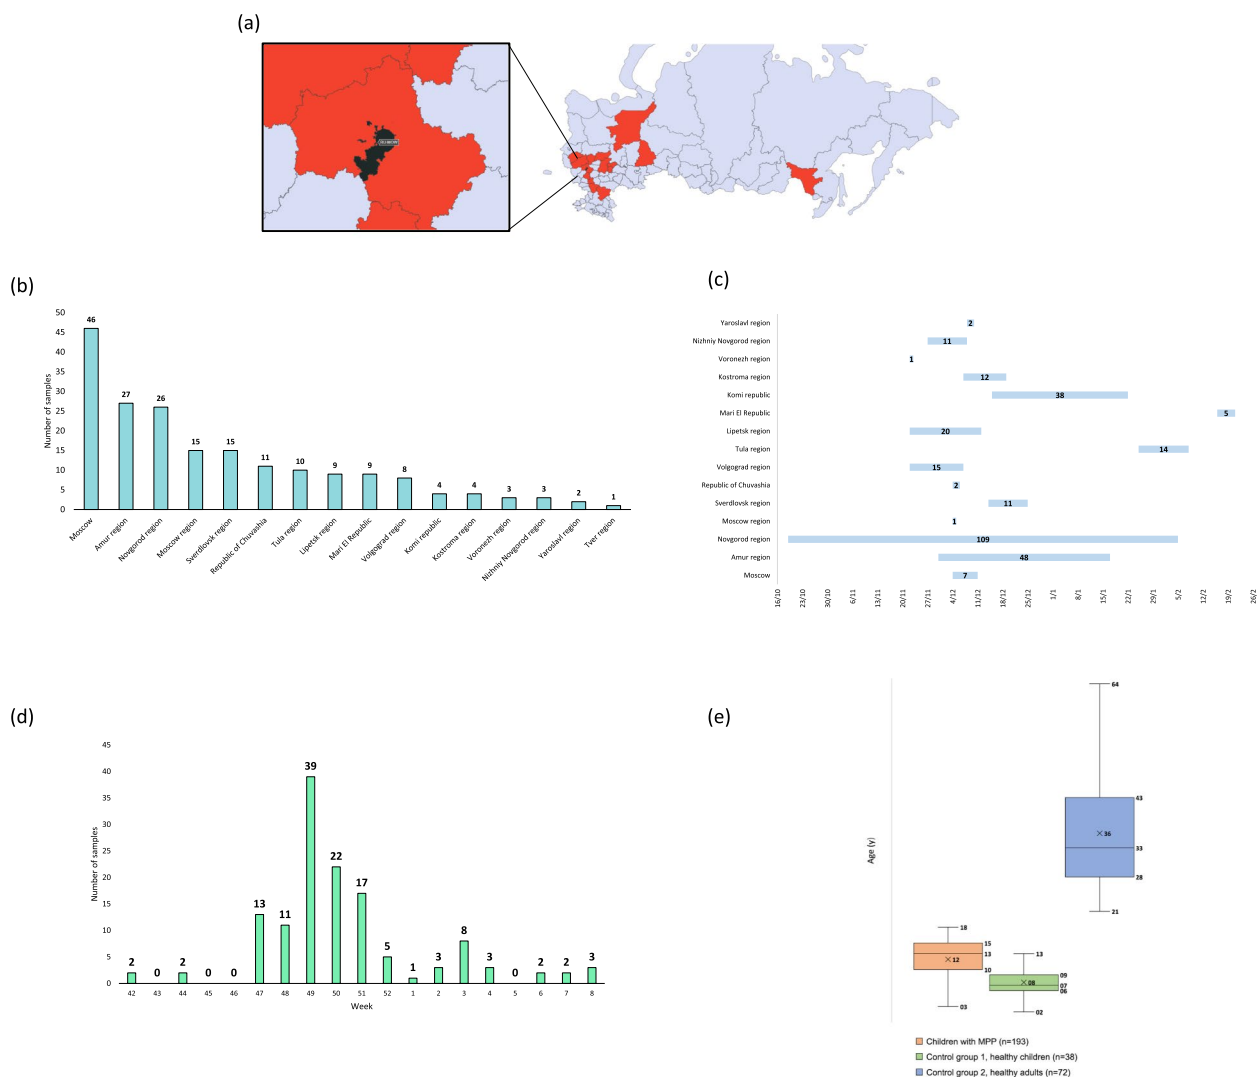 (a)
(b)
Number of samples
50
45
40
35
30
25
20
15
10
5
0
46
27
26
15
15
11
10
9
9
8
4
4
3
3
2
1
Moscow
Amur region
Novgorod region
Moscow region
Sverdlovsk region
Republic of Chuvashia
Tula region
Lipetsk region
Mari El Republic
Volgograd region
Komi republic
Kostroma region
Voronezh region
Nizhniy Novgorod region
Yaroslavl region
Tver region
(c)
Yaroslavl region 2
Nizhniy Novgorod region 11
Voronezh region 1
Kostroma region 12
Komi republic 38
Mari El Republic 5
Lipetsk region 20
Tula region 14
Volgograd region 15
Republic of Chuvashia 2
Sverdlovsk region 11
Moscow region 1
Novgorod region 109
Amur region 48
Moscow 7
16/10
23/10
30/10
6/11
13/11
20/11
27/11
4/12
11/12
18/12
25/12
1/1
8/1
15/1
22/1
29/1
5/2
12/2
19/2
26/2
(d)
Number of samples
45
40
35
30
25
20
15
10
5
0
2
0
2
0
0
13
11
39
22
17
5
1
3
8
3
0
2
2
3
42 43 44 45 46 47 48 49 50 51 52 1 2 3 4 5 6 7 8
Week
(e)
Age (y)
18
15
13
12
10
03
13
09
08
07
06
02
64
43
36
33
28
21
Children with MPP (n=193)
Control group 1, healthy children (n=38)
Control group 2, healthy adults (n=72)